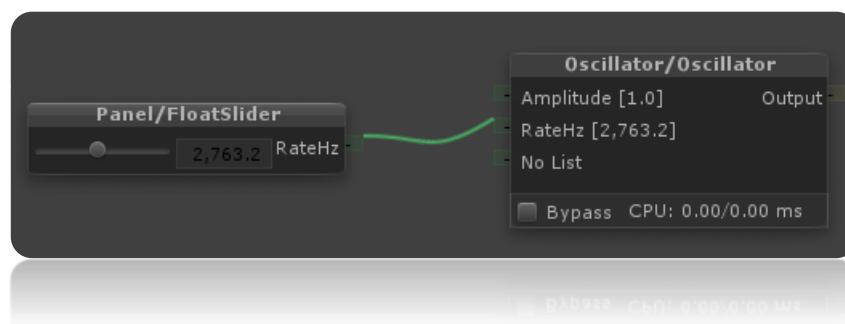 Panel/FloatSlider
2,763.2 RateHz
Oscillator/Oscillator
Amplitude [1.0] Output
RateHz [2,763.2]
No List
Bypass CPU: 0.00/0.00 ms